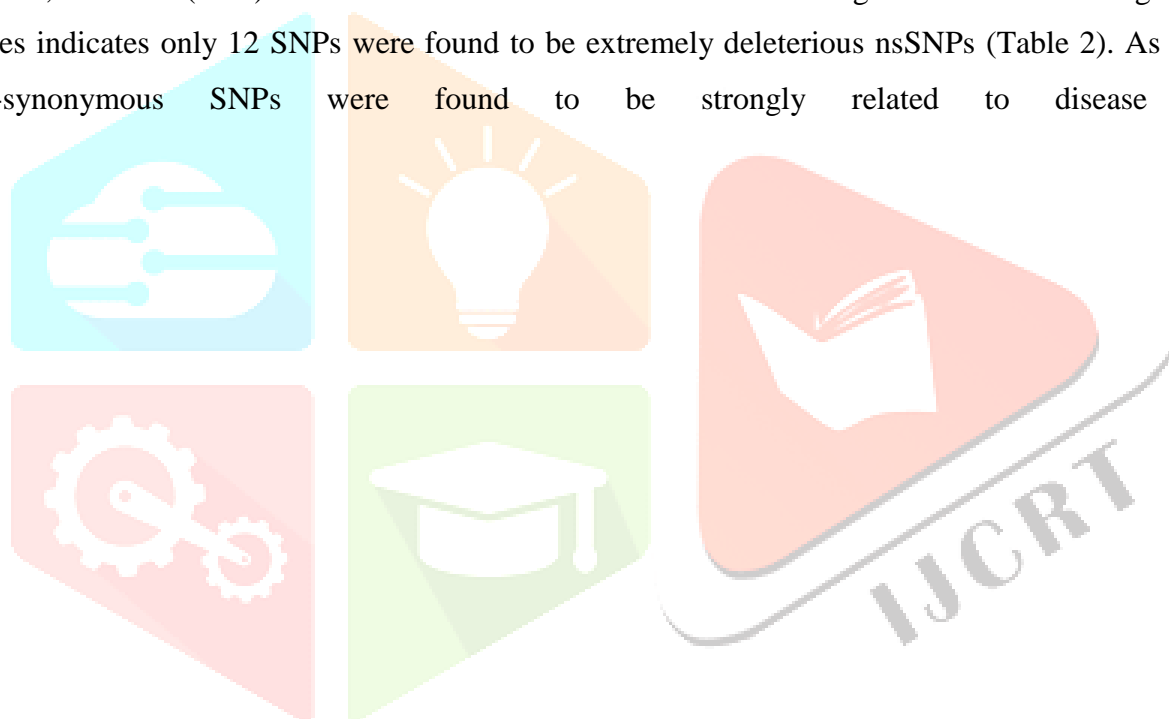 es indicates only 12 SNPs were found to be extremely deleterious nsSNPs (Table 2). As
-synonymous SNPs were found to be strongly related to disease
IJCRT